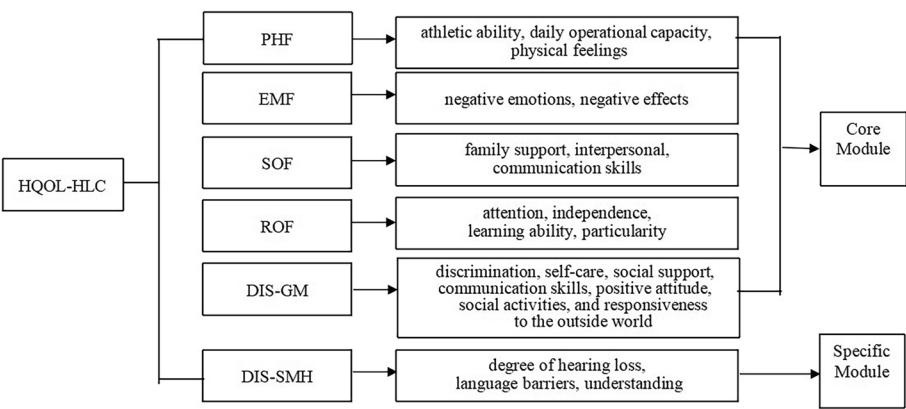 HQOL-HLC
PHF
athletic ability, daily operational capacity,
physical feelings
EMF
negative emotions, negative effects
SOF
family support, interpersonal,
communication skills
ROF
attention, independence,
learning ability, particularity
DIS-GM
discrimination, self-care, social support,
communication skills, positive attitude,
social activities, and responsiveness
to the outside world
DIS-SMH
degree of hearing loss,
language barriers, understanding
Core
Module
Specific
Module